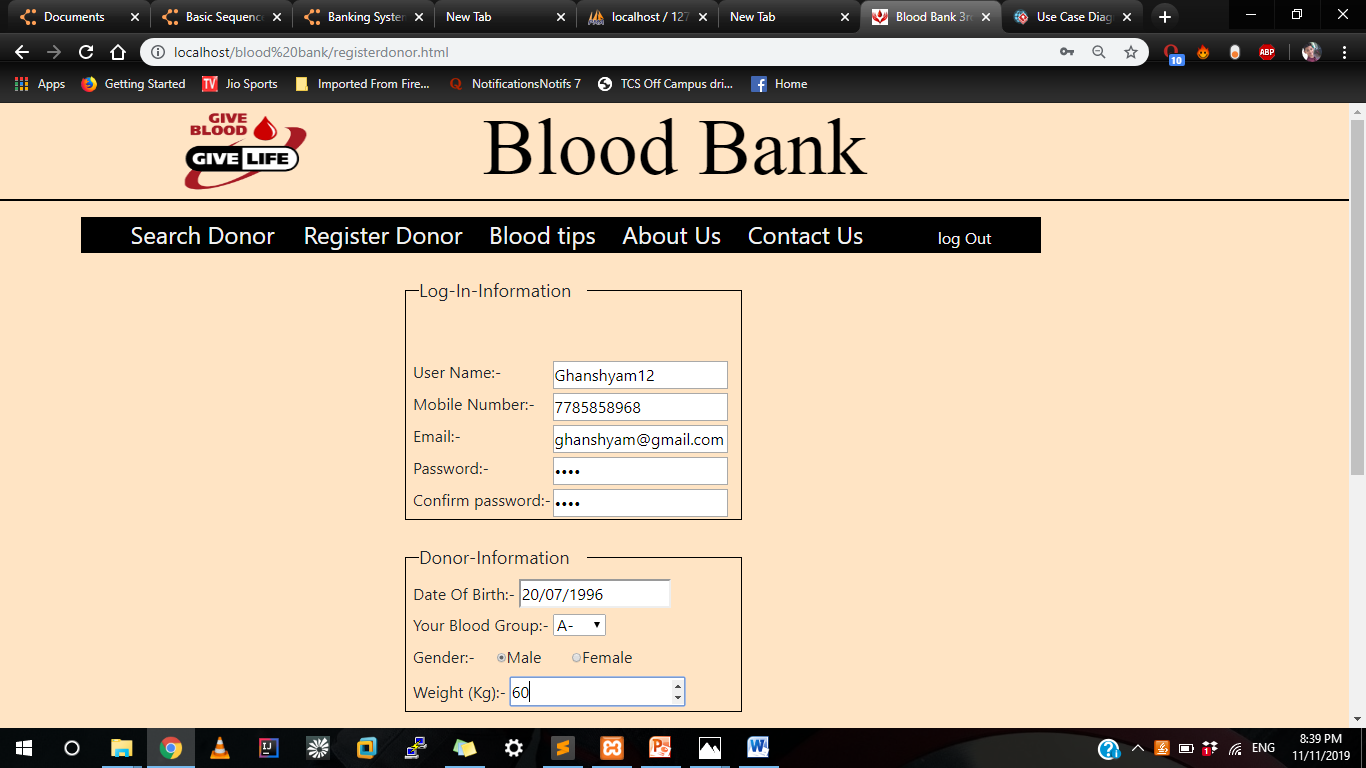 Documents Basic Sequenc Banking Syste New Tab localhost / 127 New Tab Blood Bank 3r Use Case Diag
localhost/blood%20bank/registerdonor.html
10 ABP
Apps Getting Started TV Jio Sports Imported From Fire... NotificationsNotifs 7 TCS Off Campus dri... Home
GIVE
BLOOD
GIVE LIFE
Blood Bank
Search Donor Register Donor Blood tips About Us Contact Us log Out
Log-In-Information
User Name:- Ghanshyam12
Mobile Number:- 7785858968
Email:- ghanshyam@gmail.com
Password:- ••••
Confirm password:- ••••
Donor-Information
Date Of Birth:- 20/07/1996
Your Blood Group:- A-
Gender:- Male Female
Weight (Kg):- 60
ENG
8:39 PM
11/11/2019